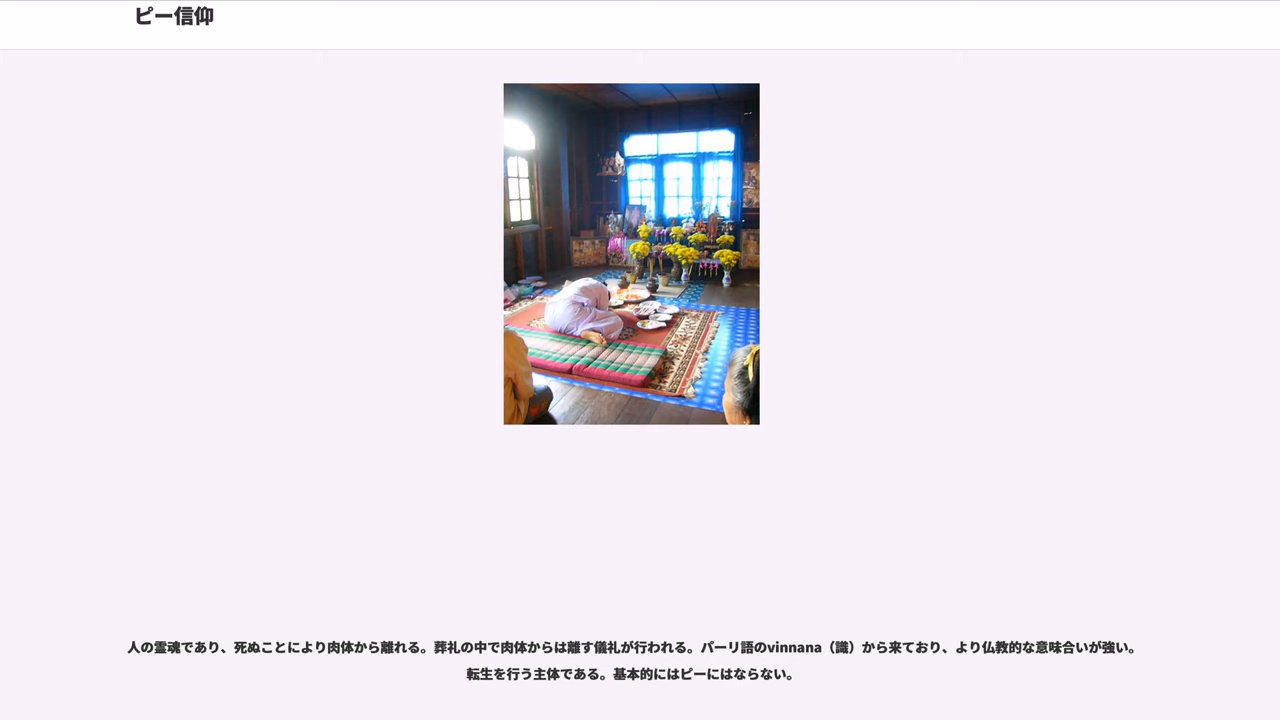 ピー信仰
人の霊魂であり、死ぬことにより肉体から離れる。葬礼の中で肉体からは離す儀礼が行われる。パーリ語のvinnana（識）から来ており、より仏教的な意味合いが強い。
転生を行う主体である。基本的にはピーにはならない。